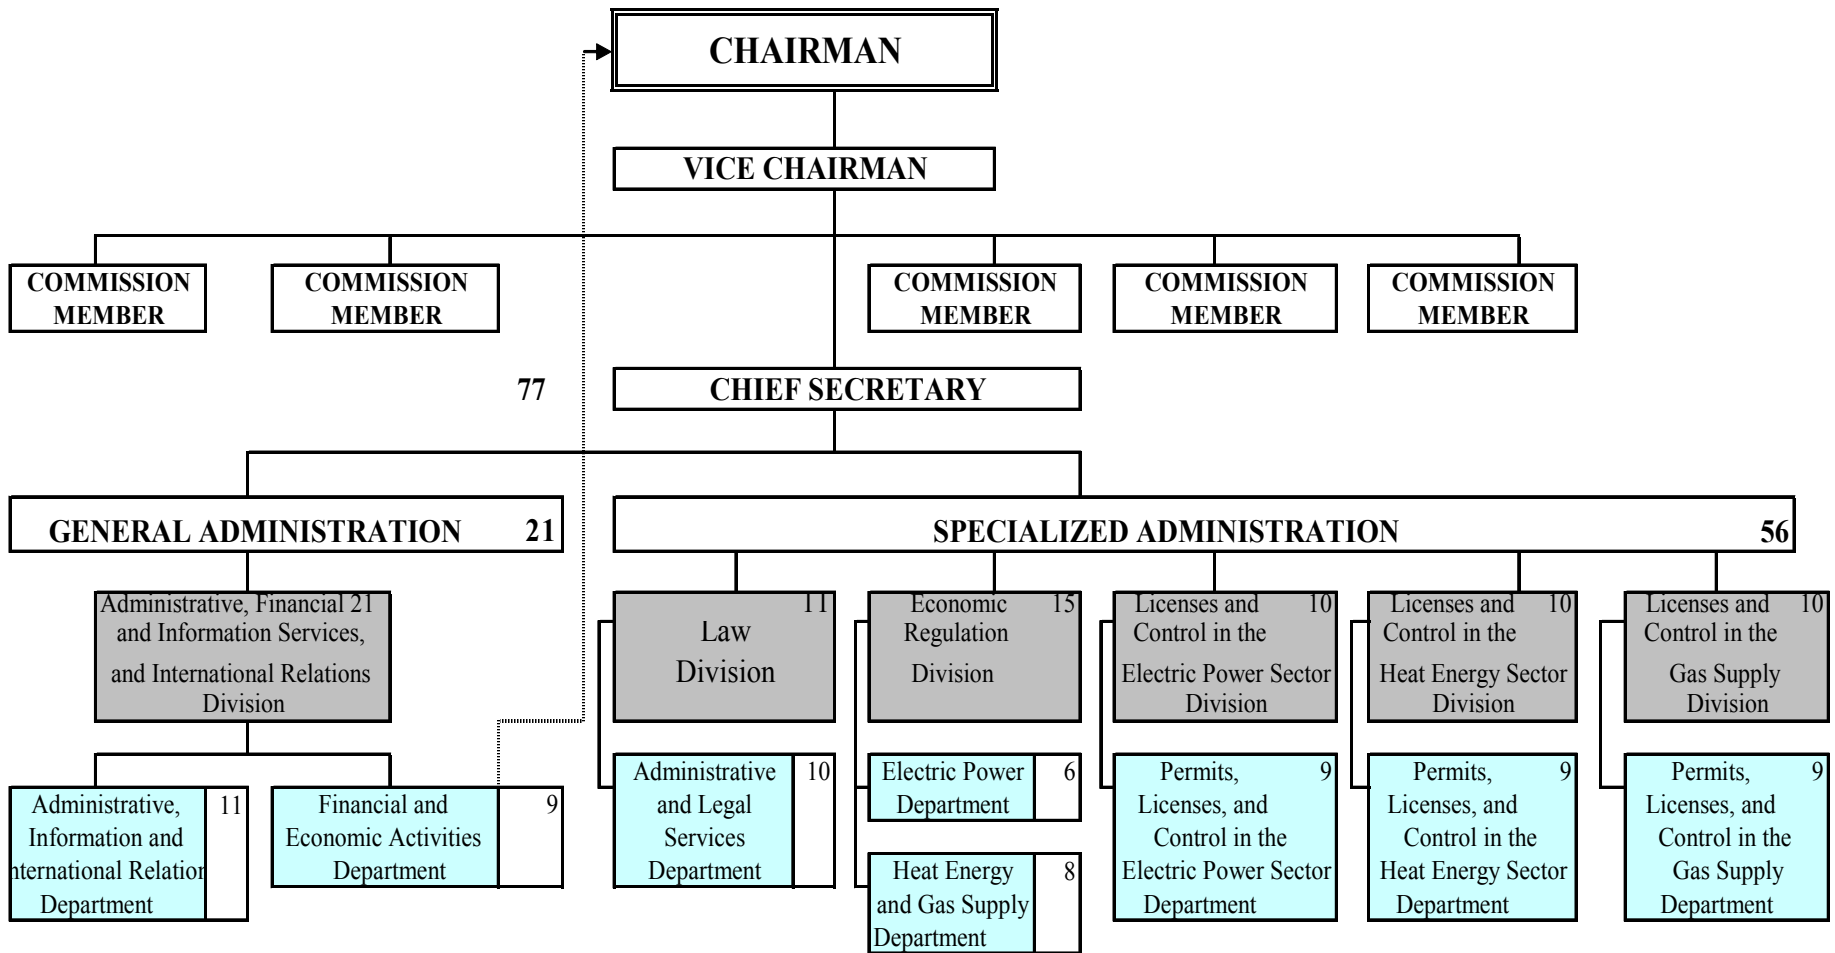 CHAIRMAN
VICE CHAIRMAN
COMMISSION
MEMBER
COMMISSION
MEMBER
COMMISSION
MEMBER
COMMISSION
MEMBER
COMMISSION
MEMBER
77
CHIEF SECRETARY
GENERAL ADMINISTRATION 21
SPECIALIZED ADMINISTRATION 56
Administrative, Financial 21
and Information Services,
and International Relations
Division
11
Law
Division
Economic 15
Regulation
Division
Licenses and 10
Control in the
Electric Power Sector
Division
Licenses and 10
Control in the
Heat Energy Sector
Division
Licenses and 10
Control in the
Gas Supply
Division
Administrative, 11
Information and
nternational Relation
Department
Financial and 9
Economic Activities
Department
Administrative 10
and Legal
Services
Department
Electric Power 6
Department
Heat Energy 8
and Gas Supply
Department
Permits, 9
Licenses, and
Control in the
Electric Power Sector
Department
Permits, 9
Licenses, and
Control in the
Heat Energy Sector
Department
Permits, 9
Licenses, and
Control in the
Gas Supply
Department